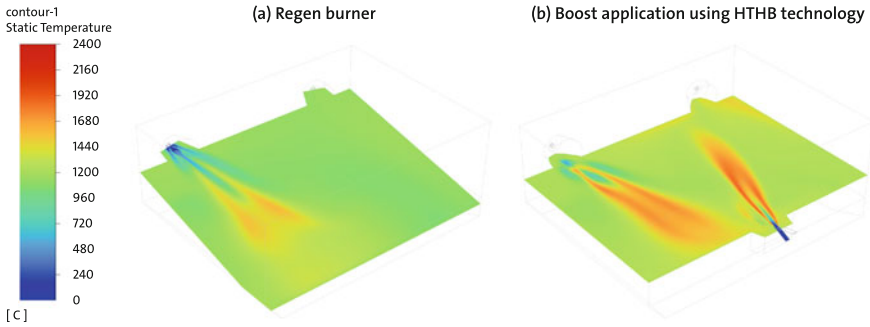 contour-1
Static Temperature
(a) Regen burner
(b) Boost application using HTHB technology
2400
2160
1920
1680
1440
1200
960
720
480
240
0
[ C ]